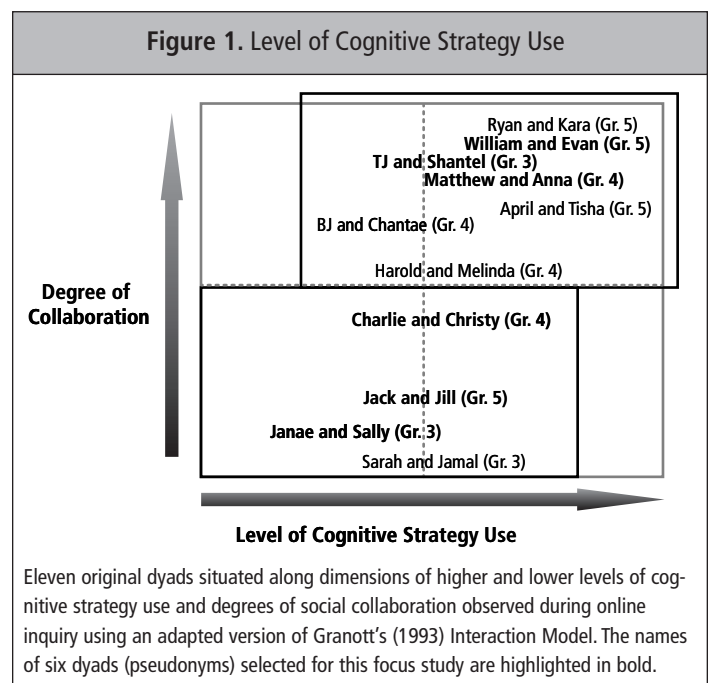 Figure 1. Level of Cognitive Strategy Use
Ryan and Kara (Gr. 5)
William and Evan (Gr. 5)
TJ and Shantel (Gr. 3)
Matthew and Anna (Gr. 4)
April and Tisha (Gr. 5)
BJ and Chantae (Gr. 4)
Harold and Melinda (Gr. 4)
Degree of
Collaboration
Charlie and Christy (Gr. 4)
Jack and Jill (Gr. 5)
Janae and Sally (Gr. 3)
Sarah and Jamal (Gr. 3)
Level of Cognitive Strategy Use
Eleven original dyads situated along dimensions of higher and lower levels of cog-
nitive strategy use and degrees of social collaboration observed during online
inquiry using an adapted version of Granott's (1993) Interaction Model. The names
of six dyads (pseudonyms) selected for this focus study are highlighted in bold.